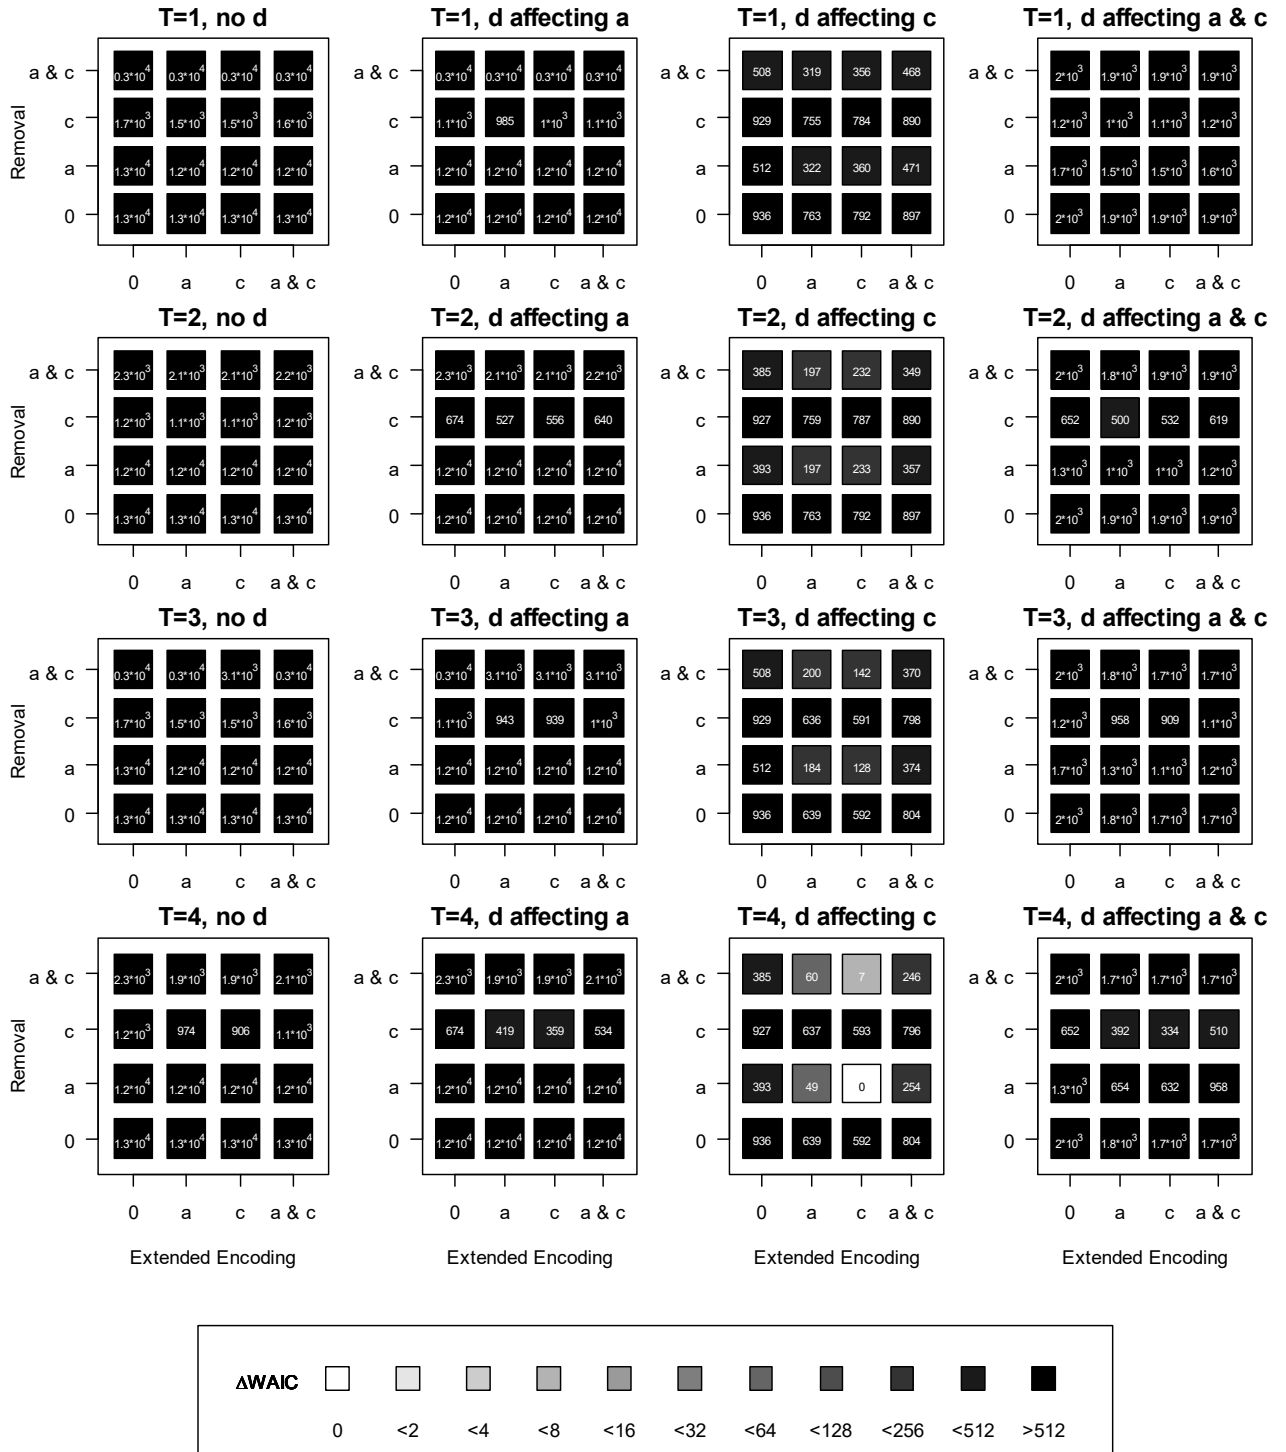 T=1, no d T=1, d affecting a T=1, d affecting c T=1, d affecting a & c
Removal
a & c 0.3*10^4 0.3*10^4 0.3*10^4 0.3*10^4 a & c 0.3*10^4 0.3*10^4 0.3*10^4 0.3*10^4 508 319 356 468 a & c 2*10^3 1.9*10^3 1.9*10^3 1.9*10^3
c 1.7*10^3 1.5*10^3 1.5*10^3 1.6*10^3 c 1.1*10^3 985 1*10^3 1.1*10^3 929 755 784 890 c 1.2*10^3 1*10^3 1.1*10^3 1.2*10^3
a 1.3*10^4 1.2*10^4 1.2*10^4 1.2*10^4 a 1.2*10^4 1.2*10^4 1.2*10^4 1.2*10^4 512 322 360 471 a 1.7*10^3 1.5*10^3 1.5*10^3 1.6*10^3
0 1.3*10^4 1.3*10^4 1.3*10^4 1.3*10^4 0 1.2*10^4 1.2*10^4 1.2*10^4 1.2*10^4 936 763 792 897 0 2*10^3 1.9*10^3 1.9*10^3 1.9*10^3
0 a c a & c 0 a c a & c 0 a c a & c 0 a c a & c
T=2, no d T=2, d affecting a T=2, d affecting c T=2, d affecting a & c
Removal
a & c 2.3*10^3 2.1*10^3 2.1*10^3 2.2*10^3 a & c 2.3*10^3 2.1*10^3 2.1*10^3 2.2*10^3 385 197 232 349 a & c 2*10^3 1.8*10^3 1.9*10^3 1.9*10^3
c 1.2*10^3 1.1*10^3 1.1*10^3 1.2*10^3 c 674 527 556 640 927 759 787 890 c 652 500 532 619
a 1.2*10^4 1.2*10^4 1.2*10^4 1.2*10^4 a 1.2*10^4 1.2*10^4 1.2*10^4 1.2*10^4 393 197 233 357 a 1.3*10^3 1*10^3 1*10^3 1.2*10^3
0 1.3*10^4 1.3*10^4 1.3*10^4 1.3*10^4 0 1.2*10^4 1.2*10^4 1.2*10^4 1.2*10^4 936 763 792 897 0 2*10^3 1.9*10^3 1.9*10^3 1.9*10^3
0 a c a & c 0 a c a & c 0 a c a & c 0 a c a & c
T=3, no d T=3, d affecting a T=3, d affecting c T=3, d affecting a & c
Removal
a & c 0.3*10^4 0.3*10^4 3.1*10^3 0.3*10^4 a & c 0.3*10^4 3.1*10^3 3.1*10^3 3.1*10^3 508 200 142 370 a & c 2*10^3 1.8*10^3 1.7*10^3 1.7*10^3
c 1.7*10^3 1.5*10^3 1.5*10^3 1.6*10^3 c 1.1*10^3 943 939 1*10^3 929 636 591 798 c 1.2*10^3 958 909 1.1*10^3
a 1.3*10^4 1.2*10^4 1.2*10^4 1.2*10^4 a 1.2*10^4 1.2*10^4 1.2*10^4 1.2*10^4 512 184 128 374 a 1.7*10^3 1.3*10^3 1.1*10^3 1.2*10^3
0 1.3*10^4 1.3*10^4 1.3*10^4 1.3*10^4 0 1.2*10^4 1.2*10^4 1.2*10^4 1.2*10^4 936 639 592 804 0 2*10^3 1.8*10^3 1.7*10^3 1.7*10^3
0 a c a & c 0 a c a & c 0 a c a & c 0 a c a & c
T=4, no d T=4, d affecting a T=4, d affecting c T=4, d affecting a & c
Removal
a & c 2.3*10^3 1.9*10^3 1.9*10^3 2.1*10^3 a & c 2.3*10^3 1.9*10^3 1.9*10^3 2.1*10^3 385 60 7 246 a & c 2*10^3 1.7*10^3 1.7*10^3 1.7*10^3
c 1.2*10^3 974 906 1.1*10^3 c 674 419 359 534 927 637 593 796 c 652 392 334 510
a 1.2*10^4 1.2*10^4 1.2*10^4 1.2*10^4 a 1.2*10^4 1.2*10^4 1.2*10^4 1.2*10^4 393 49 0 254 a 1.3*10^3 654 632 958
0 1.3*10^4 1.3*10^4 1.3*10^4 1.3*10^4 0 1.2*10^4 1.2*10^4 1.2*10^4 1.2*10^4 936 639 592 804 0 2*10^3 1.8*10^3 1.7*10^3 1.7*10^3
0 a c a & c 0 a c a & c 0 a c a & c 0 a c a & c
Extended Encoding Extended Encoding Extended Encoding Extended Encoding
ΔWAIC
0 <2 <4 <8 <16 <32 <64 <128 <256 <512 >512